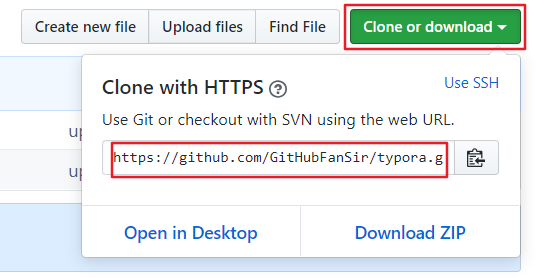 Create new file Upload files Find File Clone or download
Clone with HTTPS
Use SSH
Use Git or checkout with SVN using the web URL.
up
https://github.com/GitHubFanSir/typora.g
up
Open in Desktop Download ZIP